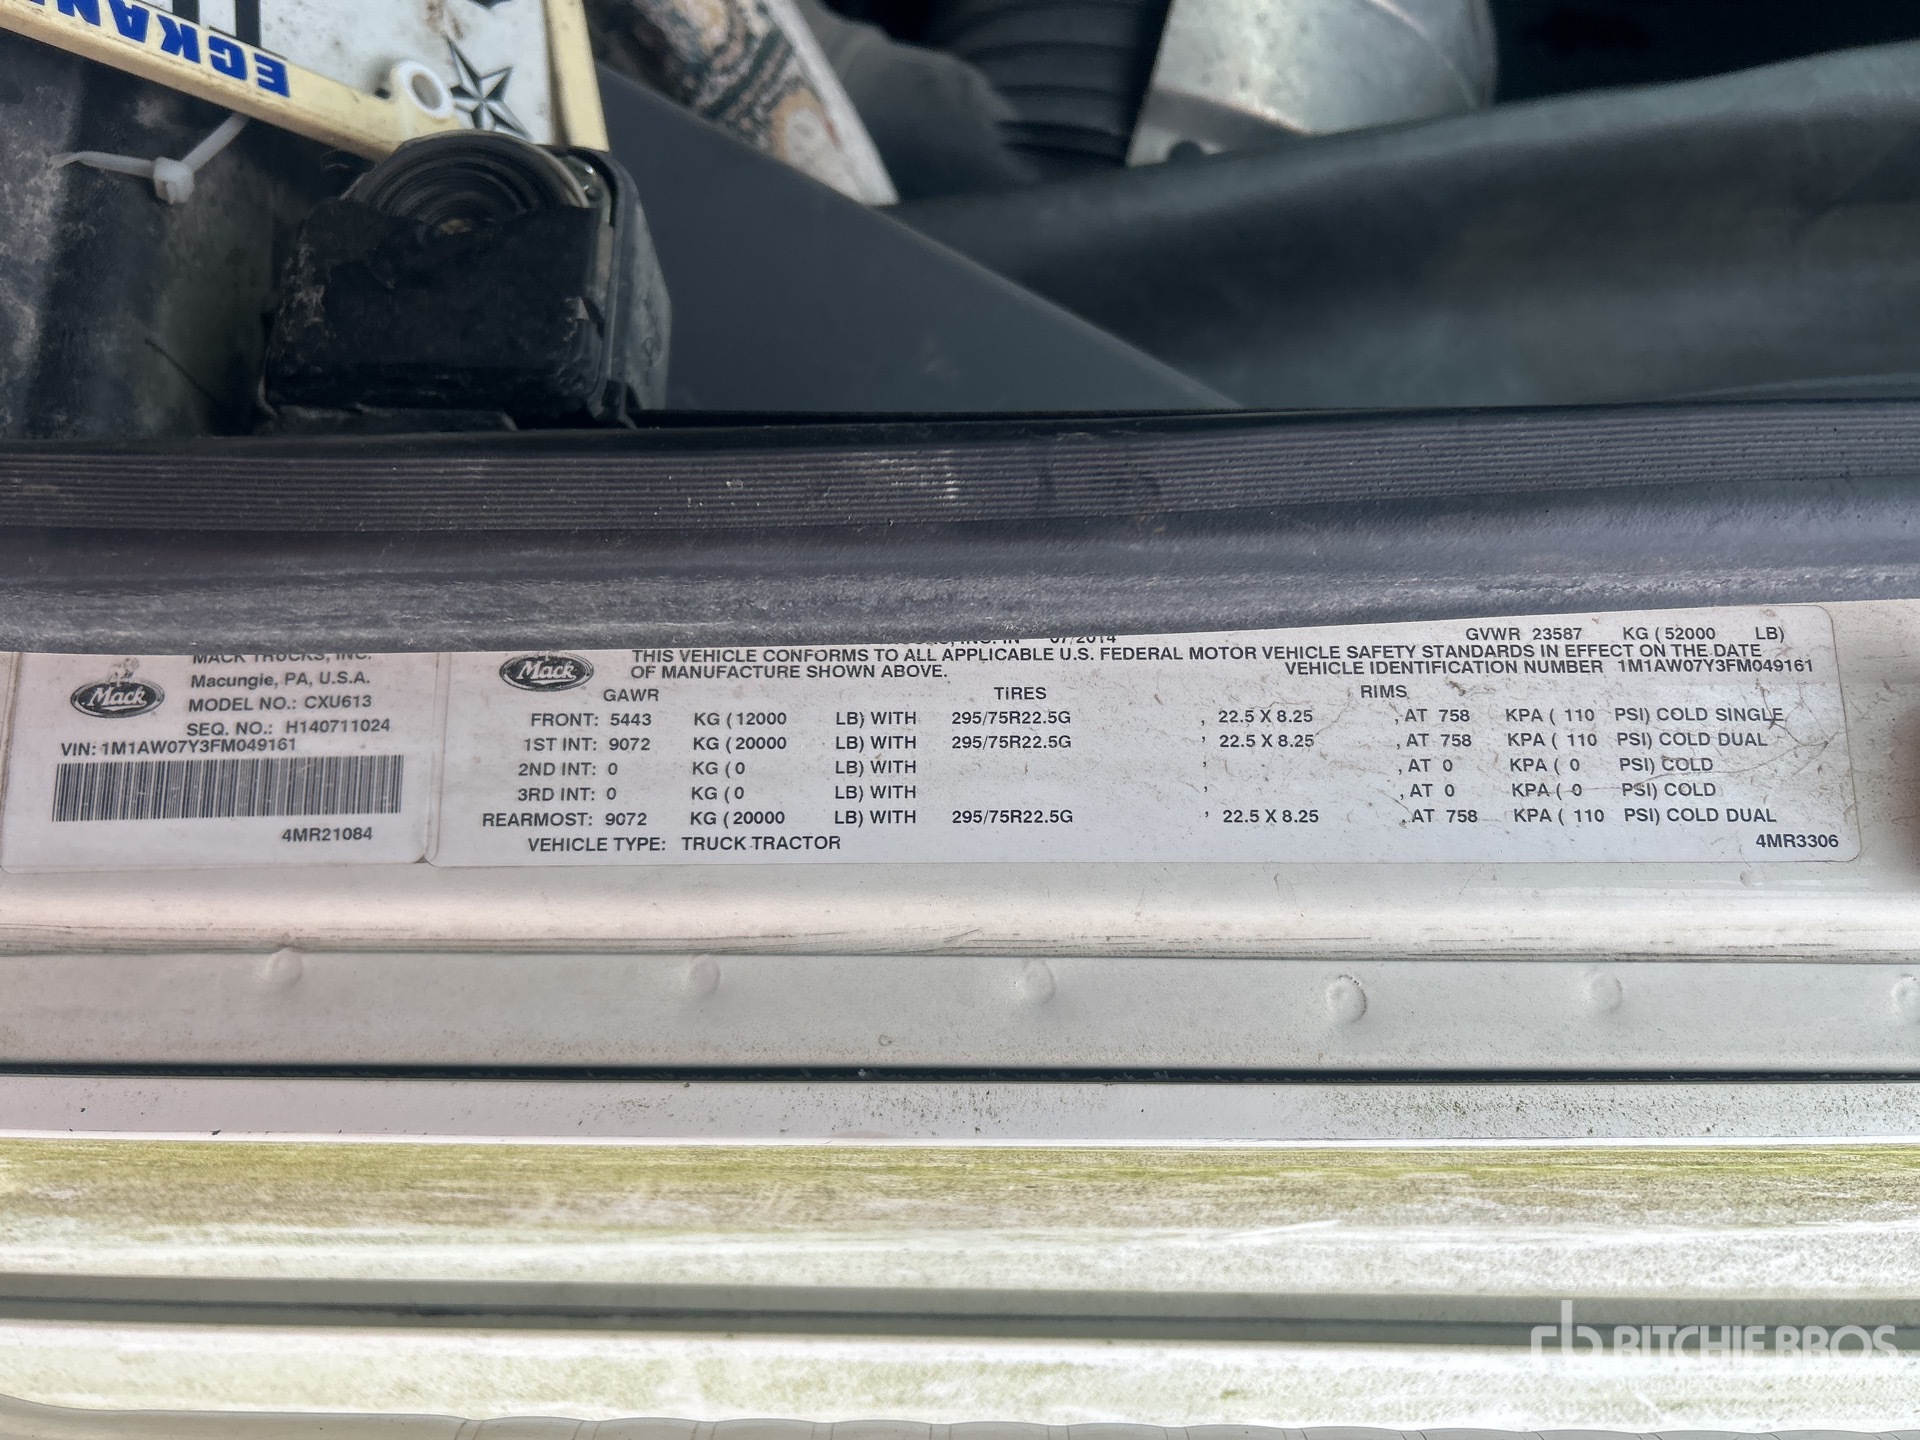 ECKAN
MACK TRUCKS, INC.
Macungie, PA, U.S.A.
MODEL NO.: CXU613
SEQ. NO.: H140711024
VIN: 1M1AW07Y3FM049161
4MR21084
Mack
Mack
INC. IN 07/2014 GVWR 23587 KG ( 52000 LB)
THIS VEHICLE CONFORMS TO ALL APPLICABLE U.S. FEDERAL MOTOR VEHICLE SAFETY STANDARDS IN EFFECT ON THE DATE
OF MANUFACTURE SHOWN ABOVE. VEHICLE IDENTIFICATION NUMBER 1M1AW07Y3FM049161
GAWR TIRES RIMS
FRONT: 5443 KG ( 12000 LB) WITH 295/75R22.5G , 22.5 X 8.25 , AT 758 KPA ( 110 PSI) COLD SINGLE
1ST INT: 9072 KG ( 20000 LB) WITH 295/75R22.5G , 22.5 X 8.25 , AT 758 KPA ( 110 PSI) COLD DUAL
2ND INT: 0 KG ( 0 LB) WITH , , AT 0 KPA ( 0 PSI) COLD
3RD INT: 0 KG ( 0 LB) WITH , , AT 0 KPA ( 0 PSI) COLD
REARMOST: 9072 KG ( 20000 LB) WITH 295/75R22.5G , 22.5 X 8.25 , AT 758 KPA ( 110 PSI) COLD DUAL
VEHICLE TYPE: TRUCK TRACTOR 4MR3306
rb RITCHIE BROS